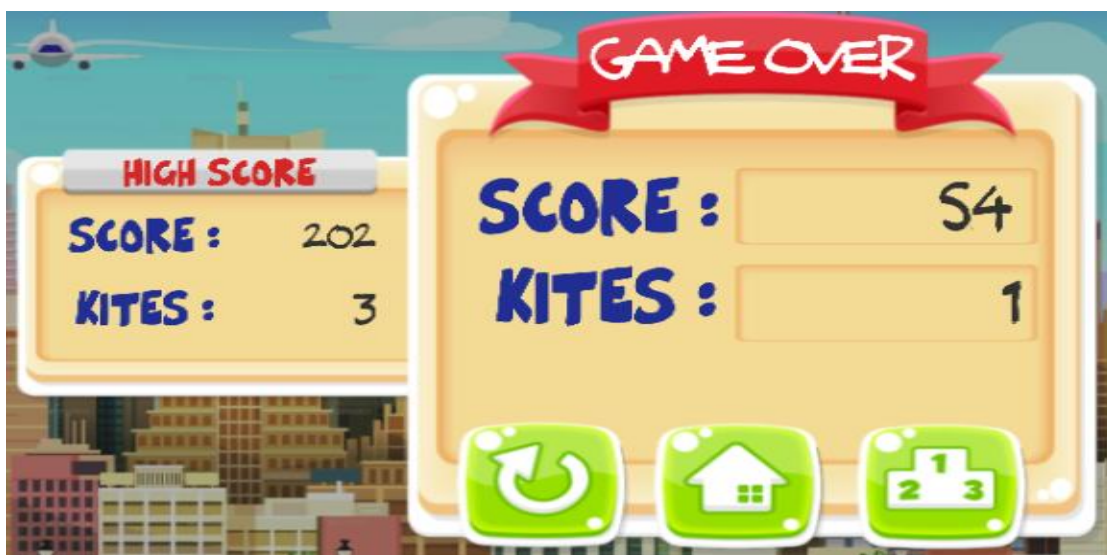 GAME OVER
HIGH SCORE
SCORE : 202
KITES : 3
SCORE : 54
KITES : 1
1
2 3